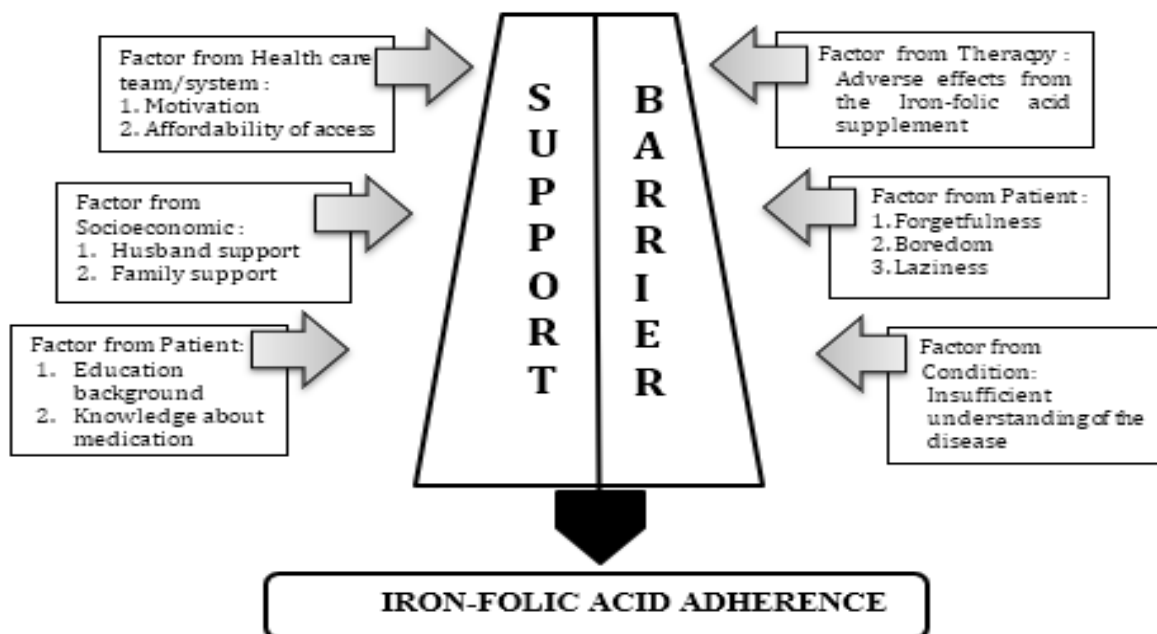 Factor from Health care
team/system :
1. Motivation
2. Affordability of access
Factor from
Socioeconomic :
1. Husband support
2. Family support
Factor from Patient:
1. Education
background
2. Knowledge about
medication
S
U
P
P
O
R
T
B
A
R
R
I
E
R
Factor from Theraqpy :
Adverse effects from
the Iron-folic acid
supplement
Factor from Patient :
1. Forgetfulness
2. Boredom
3. Laziness
Factor from
Condition:
Insufficient
understanding of the
disease
IRON-FOLIC ACID ADHERENCE